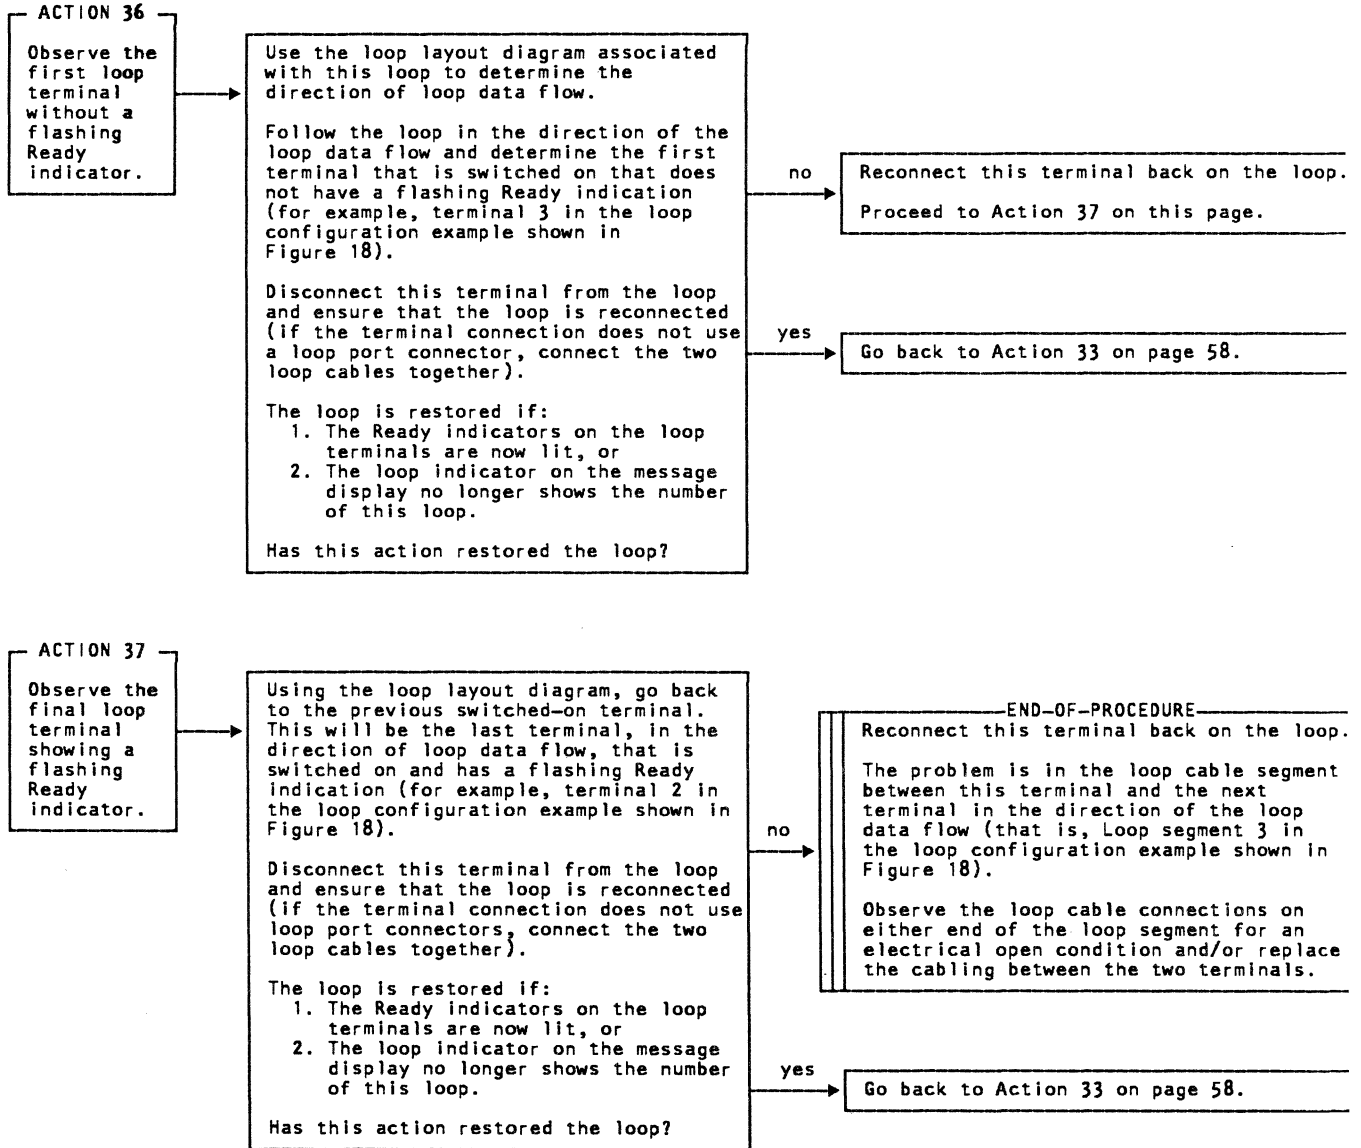 ACTION 36
Observe the
first loop
terminal
without a
flashing
Ready
indicator.
Use the loop layout diagram associated
with this loop to determine the
direction of loop data flow.
Follow the loop in the direction of the
loop data flow and determine the first
terminal that is switched on that does
not have a flashing Ready indication
(for example, terminal 3 in the loop
configuration example shown in
Figure 18).
Disconnect this terminal from the loop
and ensure that the loop is reconnected
(if the terminal connection does not use
a loop port connector, connect the two
loop cables together).
The loop is restored if:
1. The Ready indicators on the loop
terminals are now lit, or
2. The loop indicator on the message
display no longer shows the number
of this loop.
Has this action restored the loop?
no
Reconnect this terminal back on the loop.
Proceed to Action 37 on this page.
yes
Go back to Action 33 on page 58.
ACTION 37
Observe the
final loop
terminal
showing a
flashing
Ready
indicator.
Using the loop layout diagram, go back
to the previous switched-on terminal.
This will be the last terminal, in the
direction of loop data flow, that is
switched on and has a flashing Ready
indication (for example, terminal 2 in
the loop configuration example shown in
Figure 18).
Disconnect this terminal from the loop
and ensure that the loop is reconnected
(if the terminal connection does not use
loop port connectors, connect the two
loop cables together).
The loop is restored if:
1. The Ready indicators on the loop
terminals are now lit, or
2. The loop indicator on the message
display no longer shows the number
of this loop.
Has this action restored the loop?
no
END-OF-PROCEDURE
Reconnect this terminal back on the loop.
The problem is in the loop cable segment
between this terminal and the next
terminal in the direction of the loop
data flow (that is, Loop segment 3 in
the loop configuration example shown in
Figure 18).
Observe the loop cable connections on
either end of the loop segment for an
electrical open condition and/or replace
the cabling between the two terminals.
yes
Go back to Action 33 on page 58.